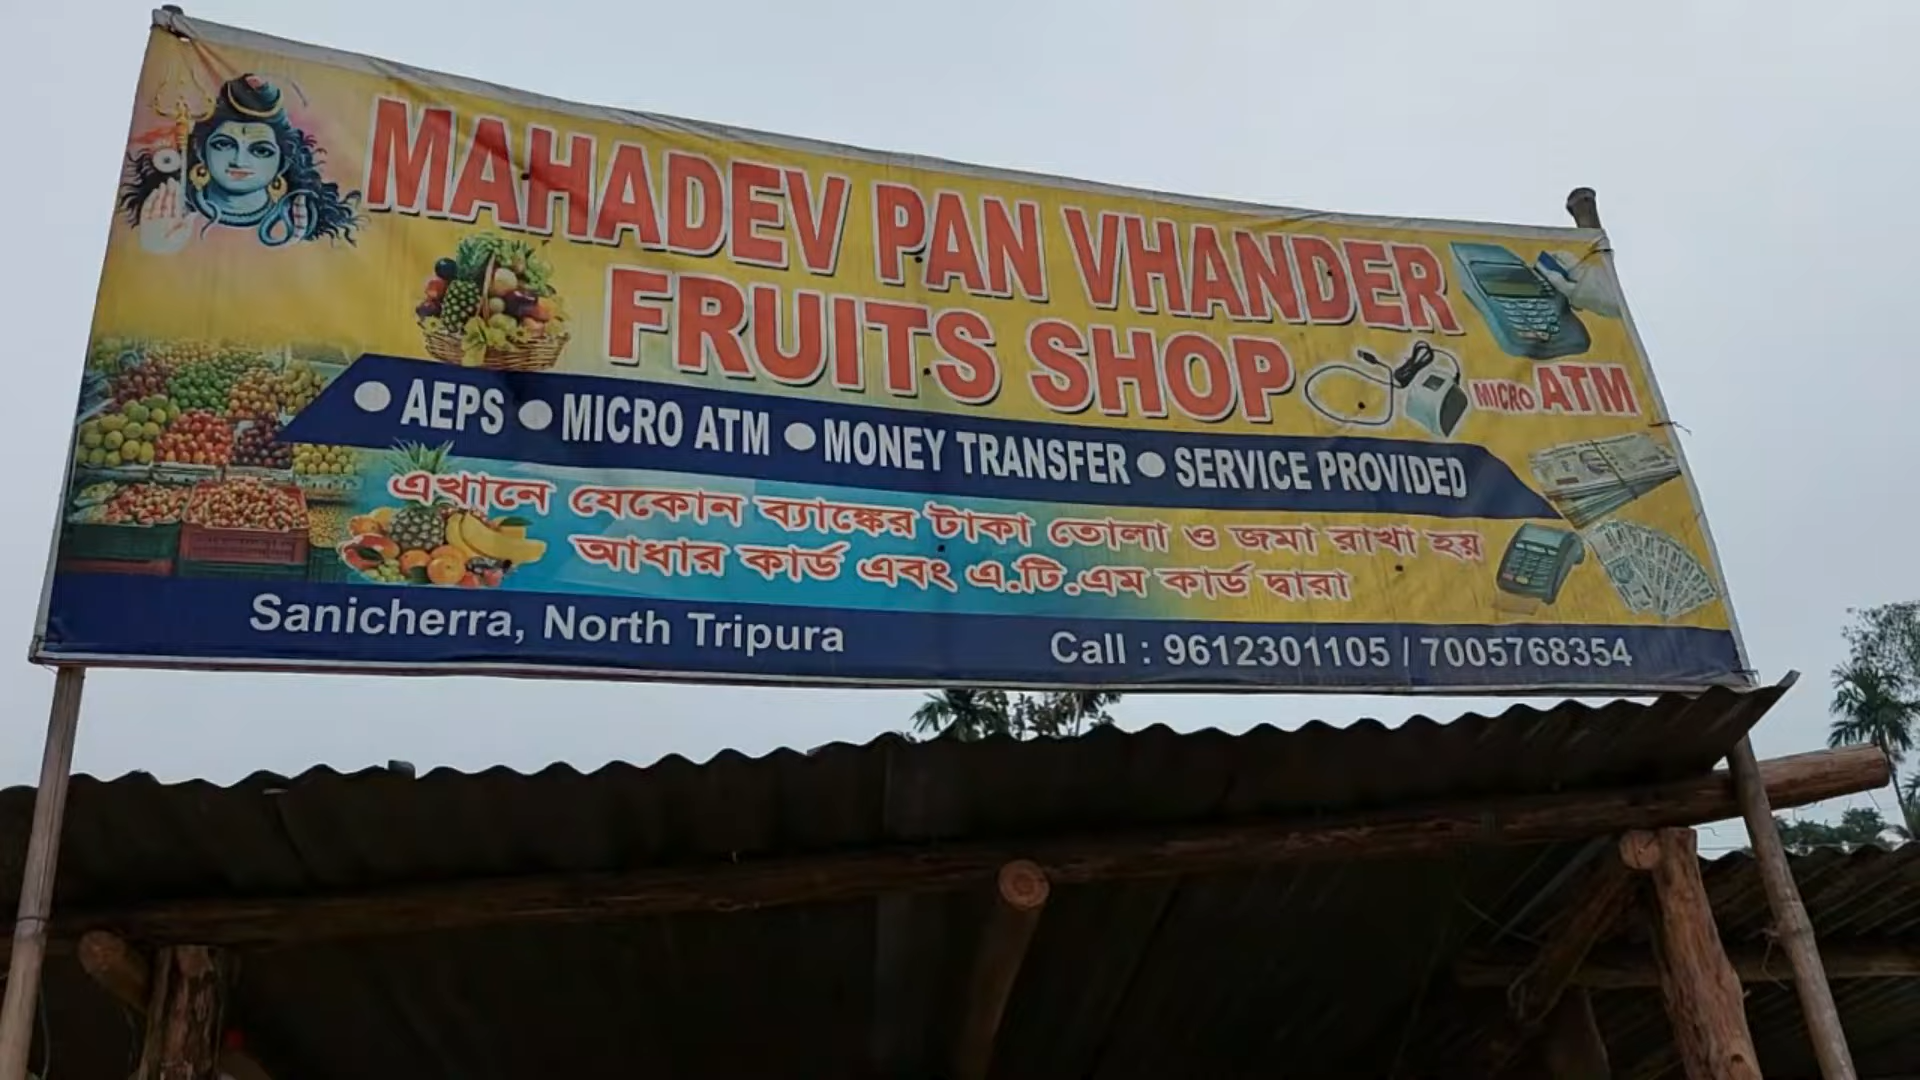 MAHADEV PAN VHANDER
FRUITS SHOP
MICRO ATM
• AEPS • MICRO ATM • MONEY TRANSFER • SERVICE PROVIDED
এখানে যেকোন ব্যাঙ্কের টাকা তোলা ও জমা রাখা হয়
আধার কার্ড এবং এ.টি.এম কার্ড দ্বারা
Sanicherra, North Tripura
Call : 9612301105 / 7005768354